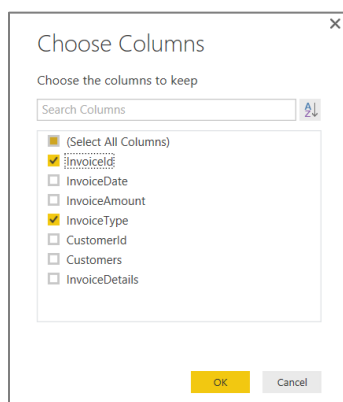 Choose Columns
Choose the columns to keep
Search Columns
(Select All Columns)
InvoiceId
InvoiceDate
InvoiceAmount
InvoiceType
CustomerId
Customers
InvoiceDetails
OK Cancel